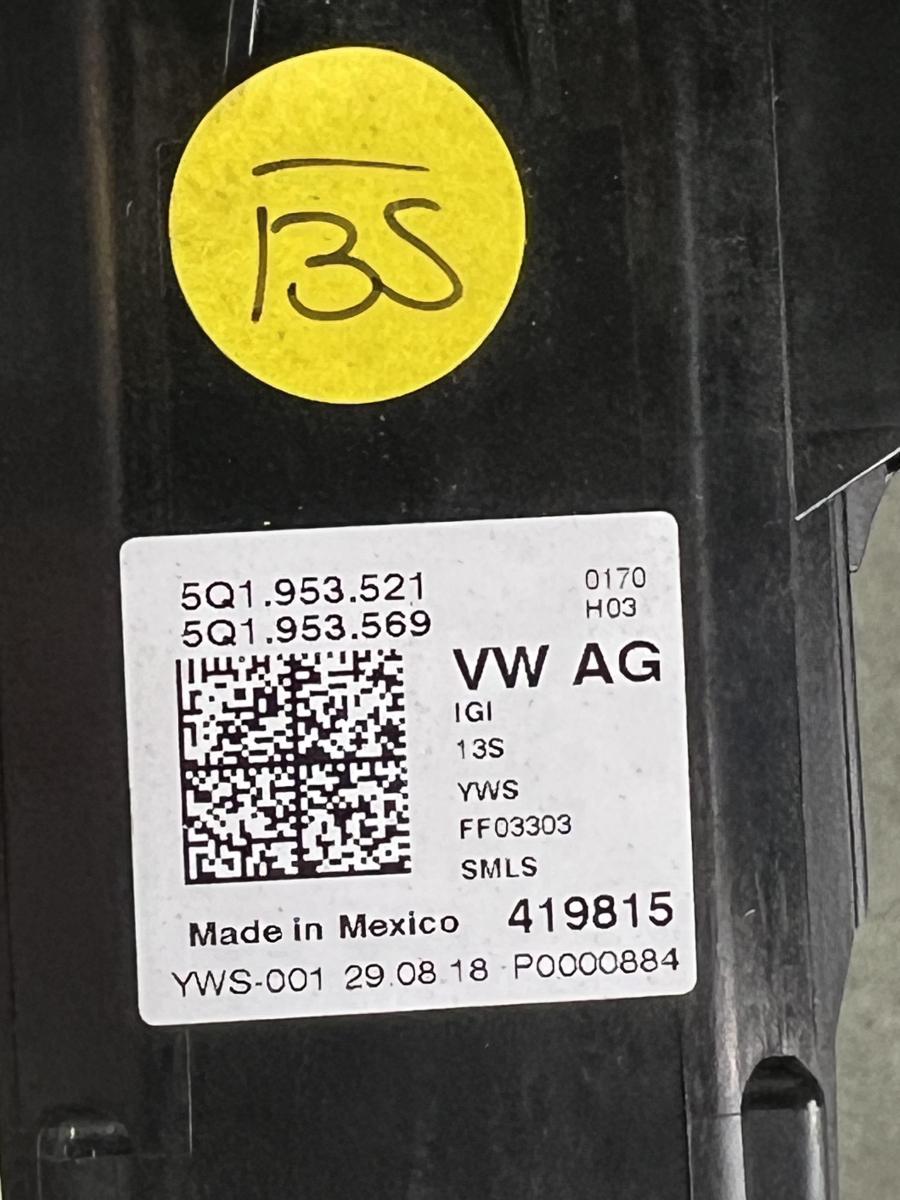 13S
5Q1.953.521
5Q1.953.569
0170
H03
VW AG
IGI
13S
YWS
FF03303
SMLS
Made in Mexico 419815
YWS-001 29.08.18 P0000884